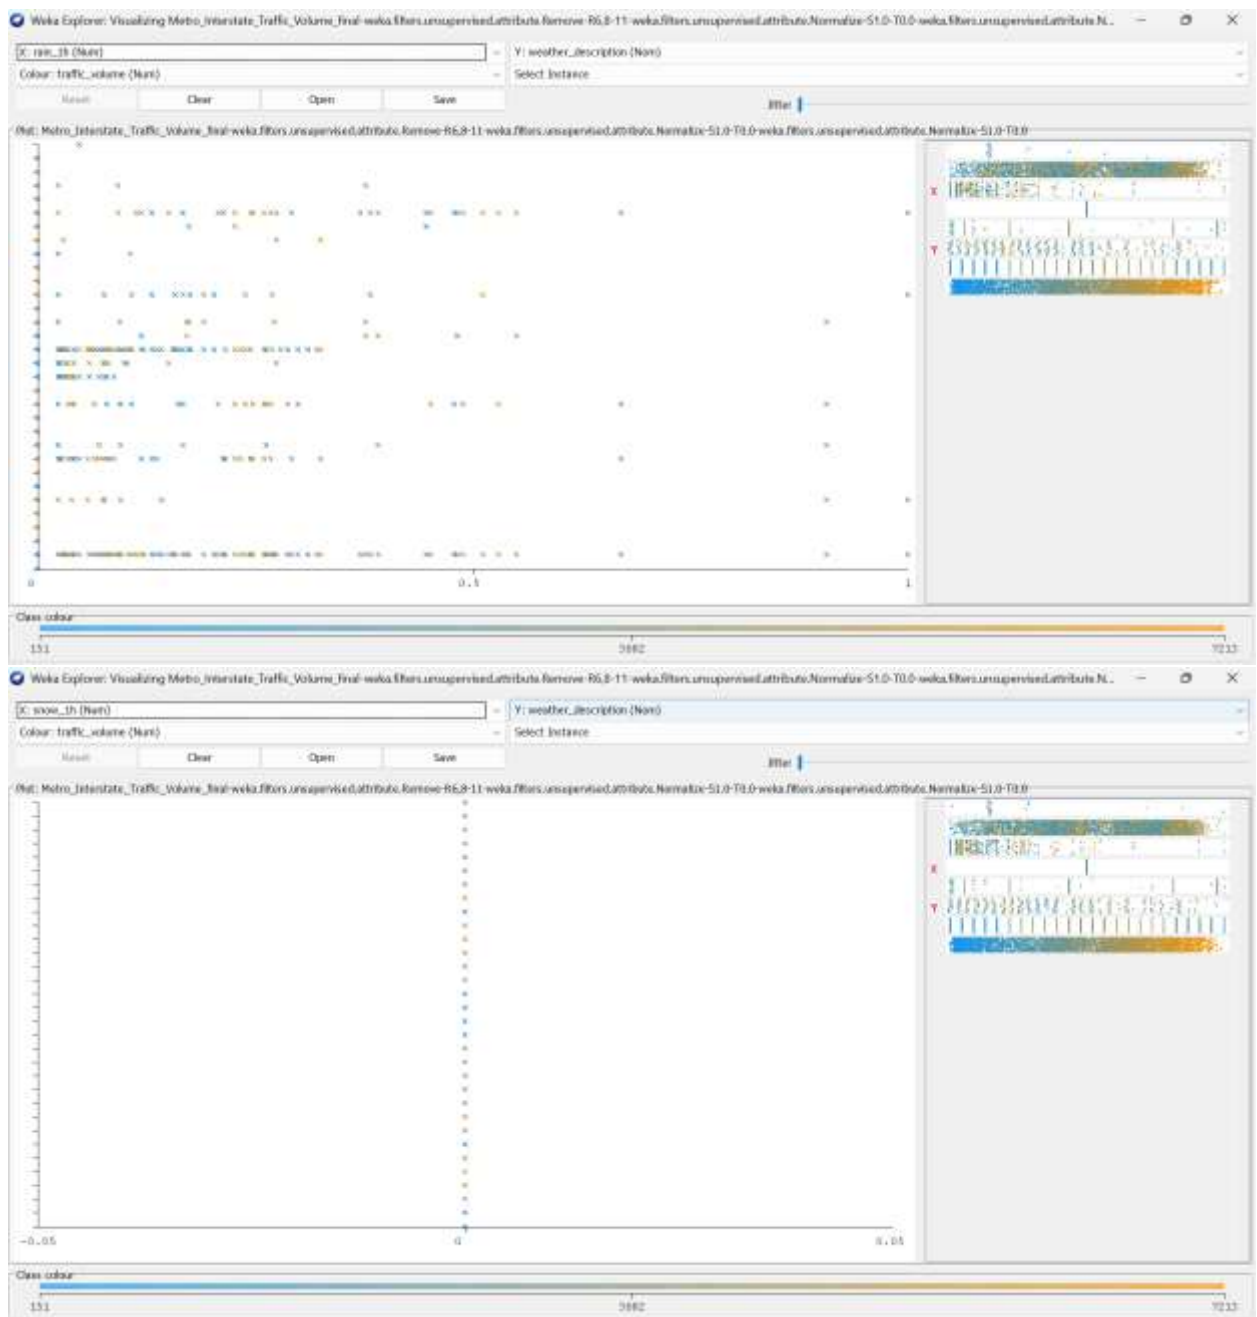 Weka Explorer: Visualizing Metro_Interstate_Traffic_Volume_final-weka.filters.unsupervised.attribute.Remove-R6,8-11-weka.filters.unsupervised.attribute.Normalize-S1.0-T0.0-weka.filters.unsupervised.attribute.N...
X: rain_1h (Num)
Y: weather_description (Nom)
Colour: traffic_volume (Num)
Select Instance
Reset
Clear
Open
Save
Jitter
Plot: Metro_Interstate_Traffic_Volume_final-weka.filters.unsupervised.attribute.Remove-R6,8-11-weka.filters.unsupervised.attribute.Normalize-S1.0-T0.0-weka.filters.unsupervised.attribute.Normalize-S1.0-T0.0
X
Y
0
0.5
1
Class colour
151
3682
7213
Weka Explorer: Visualizing Metro_Interstate_Traffic_Volume_final-weka.filters.unsupervised.attribute.Remove-R6,8-11-weka.filters.unsupervised.attribute.Normalize-S1.0-T0.0-weka.filters.unsupervised.attribute.N...
X: snow_1h (Num)
Y: weather_description (Nom)
Colour: traffic_volume (Num)
Select Instance
Reset
Clear
Open
Save
Jitter
Plot: Metro_Interstate_Traffic_Volume_final-weka.filters.unsupervised.attribute.Remove-R6,8-11-weka.filters.unsupervised.attribute.Normalize-S1.0-T0.0-weka.filters.unsupervised.attribute.Normalize-S1.0-T0.0
X
Y
-0.05
0
0.05
Class colour
151
3682
7213